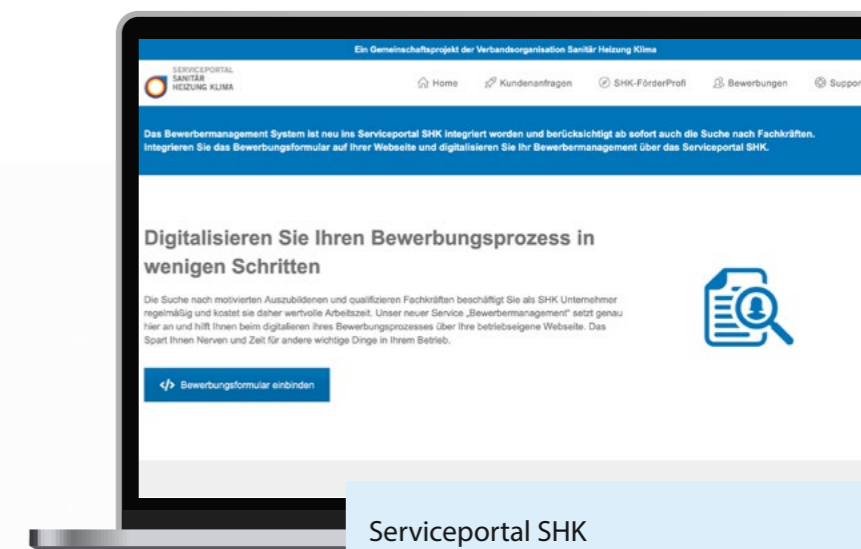 Ein Gemeinschaftsprojekt der Verbandsorganisation Sanitär Heizung Klima
SERVICEPORTAL
SANITÄR
HEIZUNG KLIMA
Home Kundenanfragen SHK-FörderProfi Bewerbungen Suppor
Das Bewerbermanagement System ist neu ins Serviceportal SHK integriert worden und berücksichtigt ab sofort auch die Suche nach Fachkräften.
Integrieren Sie das Bewerbungsformular auf Ihrer Webseite und digitalisieren Sie Ihr Bewerbermanagement über das Serviceportal SHK.
Digitalisieren Sie Ihren Bewerbungsprozess in
wenigen Schritten
Die Suche nach motivierten Auszubildenen und qualifizieren Fachkräften beschäftigt Sie als SHK Unternehmer
regelmäßig und kostet sie daher wertvolle Arbeitszeit. Unser neuer Service „Bewerbermanagement" setzt genau
hier an und hilft Ihnen beim digitalieren ihres Bewerbungsprozesses über Ihre betriebseigene Webseite. Das
Spart Ihnen Nerven und Zeit für andere wichtige Dinge in Ihrem Betrieb.
</> Bewerbungsformular einbinden
Serviceportal SHK